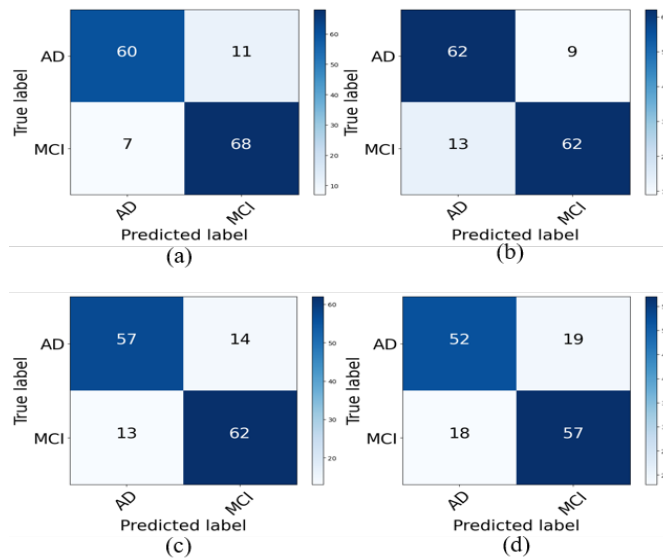 AD 60 11
MCI 7 68
True label
AD MCI
Predicted label
60
50
40
30
20
10
(a)
AD 62 9
MCI 13 62
True label
AD MCI
Predicted label
(b)
AD 57 14
MCI 13 62
True label
AD MCI
Predicted label
60
50
40
30
20
(c)
AD 52 19
MCI 18 57
True label
AD MCI
Predicted label
(d)